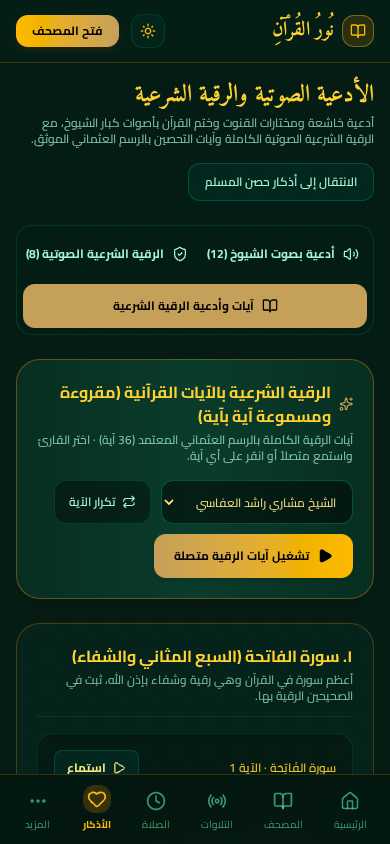 نُورُ القُرْآنِ
فتح المصحف
الأدعية الصوتية والرقية الشرعية
أدعية خاشعة ومختارات القنوت وختم القرآن بأصوات كبار الشيوخ، مع
الرقية الشرعية الصوتية الكاملة وآيات التحصين بالرسم العثماني الموثق.
الانتقال إلى أذكار حصن المسلم
أدعية بصوت الشيوخ (12)
الرقية الشرعية الصوتية (8)
آيات وأدعية الرقية الشرعية
الرقية الشرعية بالآيات القرآنية (مقروءة
ومسموعة آية بآية)
آيات الرقية الكاملة بالرسم العثماني المعتمد (36 آية) · اختر القارئ
واستمع متصلاً أو انقر على أي آية.
الشيخ مشاري راشد العفاسي
تكرار الآية
تشغيل آيات الرقية متصلة
١. سورة الفاتحة (السبع المثاني والشفاء)
أعظم سورة في القرآن وهي رقية وشفاء بإذن الله، ثبت في
الصحيحين الرقية بها.
سورة الفَاتِحَة · الآية 1
استماع
الرئيسية
المصحف
التلاوات
الصلاة
الأذكار
المزيد